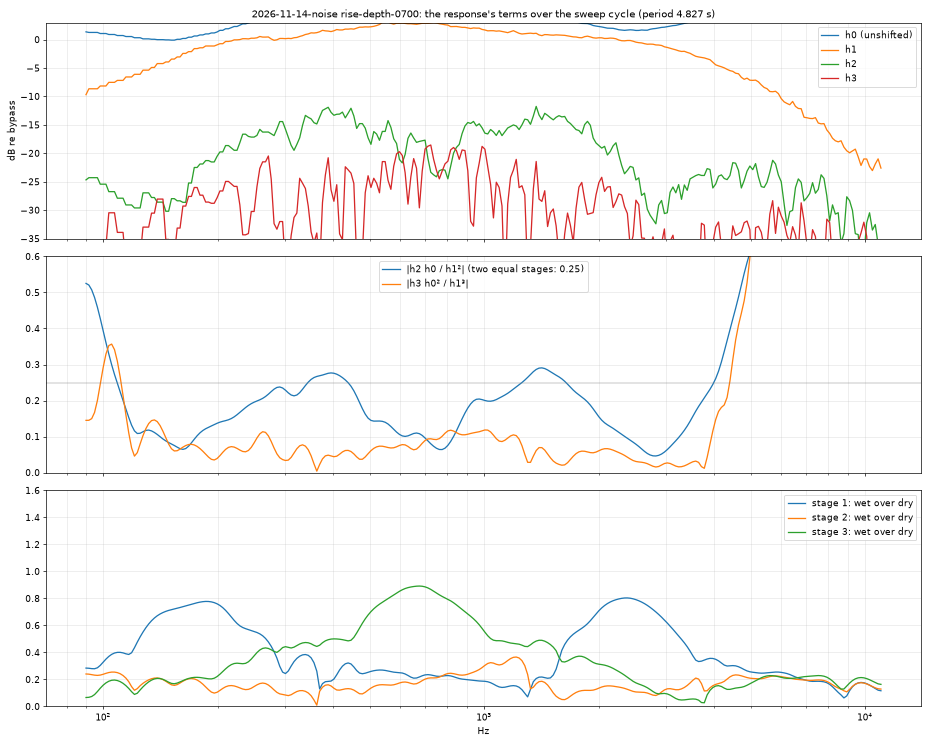 2026-11-14-noise rise-depth-0700: the response's terms over the sweep cycle (period 4.827 s)
dB re bypass
0
−5
−10
−15
−20
−25
−30
−35
h0 (unshifted)
h1
h2
h3
0.6
0.5
0.4
0.3
0.2
0.1
0.0
|h2 h0 / h1²| (two equal stages: 0.25)
|h3 h0² / h1³|
1.6
1.4
1.2
1.0
0.8
0.6
0.4
0.2
0.0
stage 1: wet over dry
stage 2: wet over dry
stage 3: wet over dry
10² 10³ 10⁴
Hz